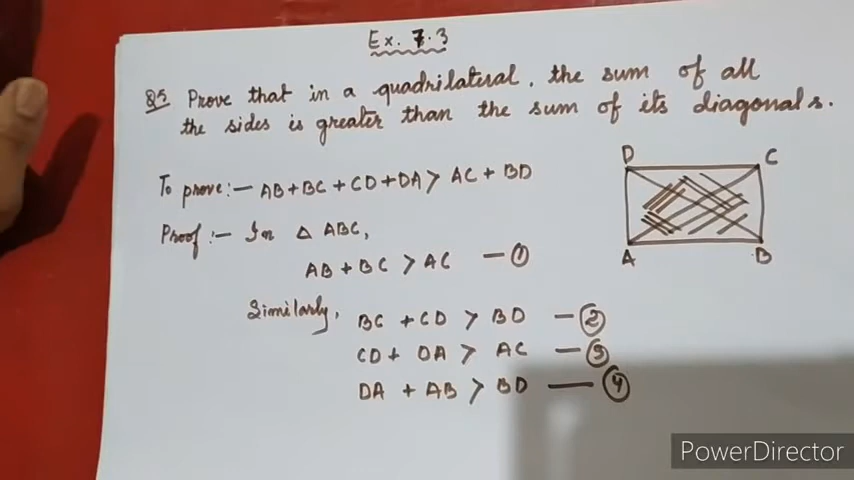 Ex. 7.3
Q5 Prove that in a quadrilateral, the sum of all
the sides is greater than the sum of its diagonals.
To prove:- AB+BC+CD+DA> AC+BD
D C
Proof:- In △ ABC,
A B
AB+BC>AC —①
Similarly,
BC +CD > BD —②
CD+ DA > AC —③
DA + AB > BD —④
PowerDirector